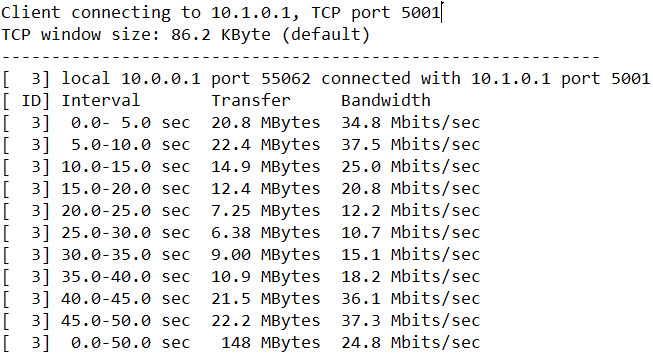 Client connecting to 10.1.0.1, TCP port 5001
TCP window size: 86.2 KByte (default)
------------------------------------------------------------
[  3] local 10.0.0.1 port 55062 connected with 10.1.0.1 port 5001
[ ID] Interval       Transfer     Bandwidth
[  3]  0.0- 5.0 sec  20.8 MBytes  34.8 Mbits/sec
[  3]  5.0-10.0 sec  22.4 MBytes  37.5 Mbits/sec
[  3] 10.0-15.0 sec  14.9 MBytes  25.0 Mbits/sec
[  3] 15.0-20.0 sec  12.4 MBytes  20.8 Mbits/sec
[  3] 20.0-25.0 sec  7.25 MBytes  12.2 Mbits/sec
[  3] 25.0-30.0 sec  6.38 MBytes  10.7 Mbits/sec
[  3] 30.0-35.0 sec  9.00 MBytes  15.1 Mbits/sec
[  3] 35.0-40.0 sec  10.9 MBytes  18.2 Mbits/sec
[  3] 40.0-45.0 sec  21.5 MBytes  36.1 Mbits/sec
[  3] 45.0-50.0 sec  22.2 MBytes  37.3 Mbits/sec
[  3]  0.0-50.0 sec   148 MBytes  24.8 Mbits/sec